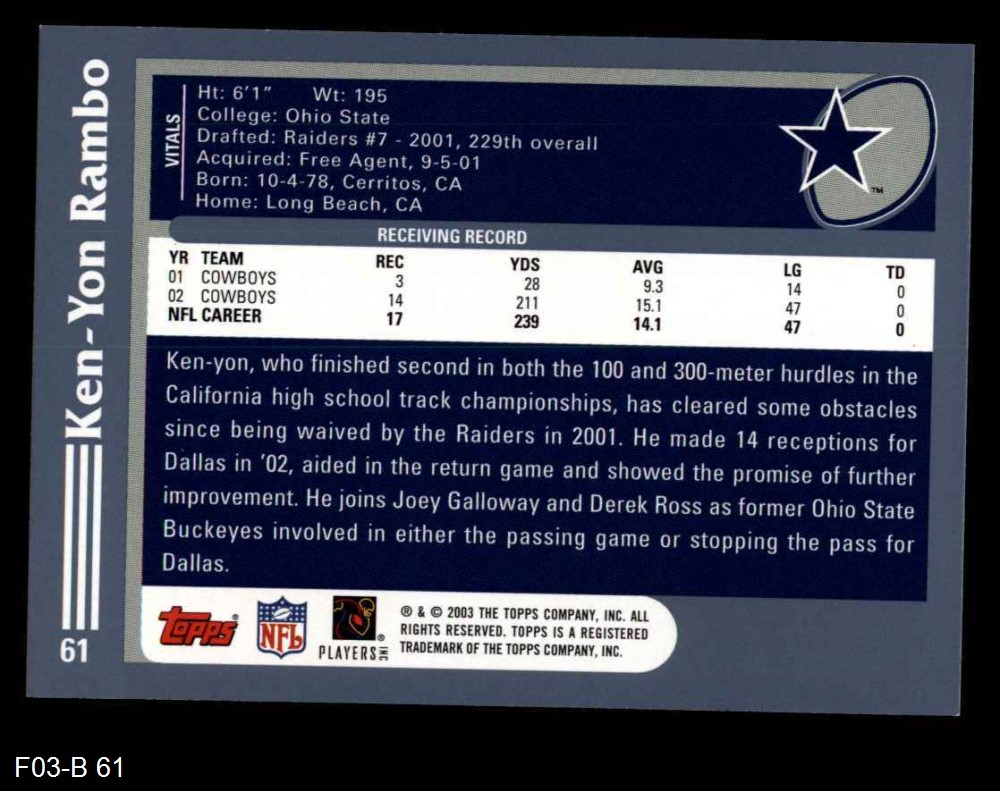 Ken-Yon Rambo
61
VITALS
Ht: 6'1" Wt: 195
College: Ohio State
Drafted: Raiders #7 - 2001, 229th overall
Acquired: Free Agent, 9-5-01
Born: 10-4-78, Cerritos, CA
Home: Long Beach, CA
TM
RECEIVING RECORD
YR TEAM REC YDS AVG LG TD
01 COWBOYS 3 28 9.3 14 0
02 COWBOYS 14 211 15.1 47 0
NFL CAREER 17 239 14.1 47 0
Ken-yon, who finished second in both the 100 and 300-meter hurdles in the
California high school track championships, has cleared some obstacles
since being waived by the Raiders in 2001. He made 14 receptions for
Dallas in '02, aided in the return game and showed the promise of further
improvement. He joins Joey Galloway and Derek Ross as former Ohio State
Buckeyes involved in either the passing game or stopping the pass for
Dallas.
Topps®
NFL
PLAYERS INC ®
® & © 2003 THE TOPPS COMPANY, INC. ALL
RIGHTS RESERVED. TOPPS IS A REGISTERED
TRADEMARK OF THE TOPPS COMPANY, INC.
F03-B 61